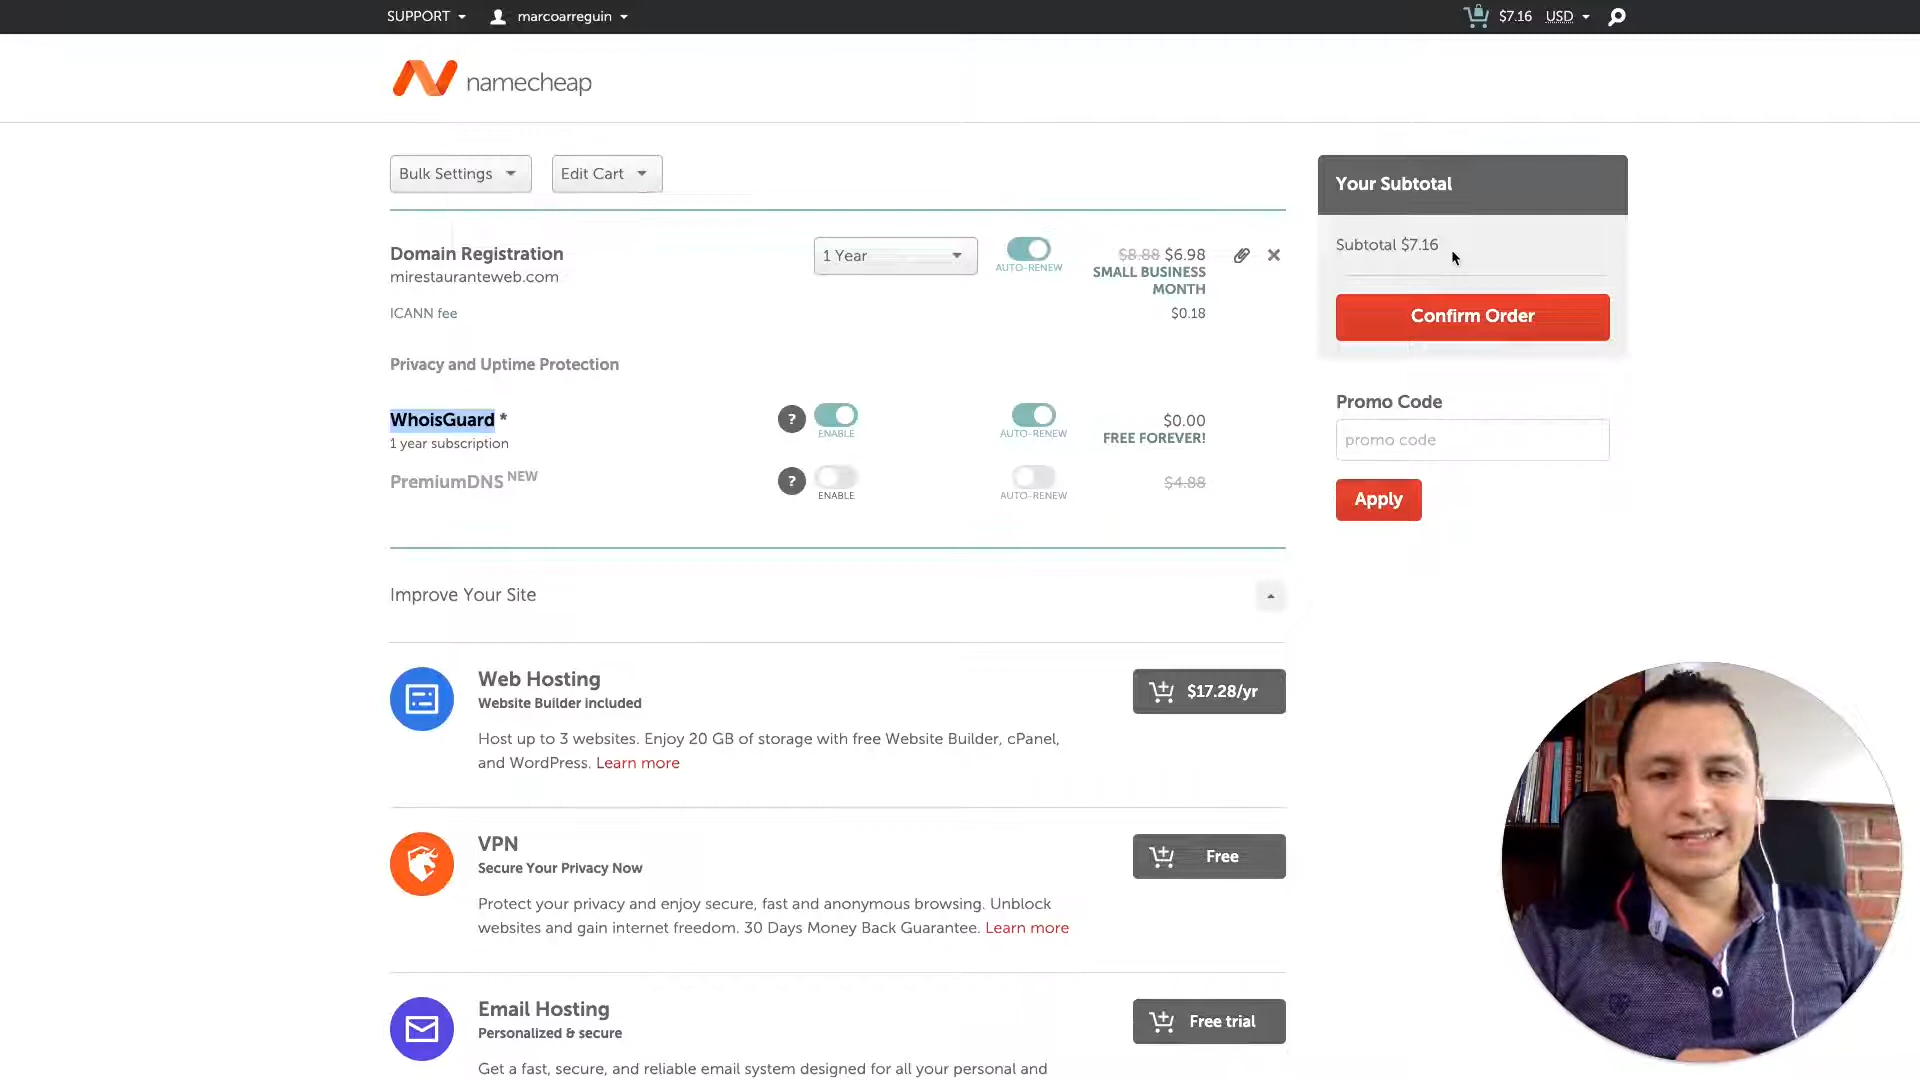 SUPPORT marcoarreguin $7.16 USD
namecheap
Bulk Settings Edit Cart
Your Subtotal
Subtotal $7.16
Confirm Order
Domain Registration 1 Year AUTO-RENEW $8.88 $6.98
mirestauranteweb.com SMALL BUSINESS
MONTH
ICANN fee $0.18
Privacy and Uptime Protection
Promo Code
promo code
Apply
WhoisGuard * ? ENABLE AUTO-RENEW $0.00
1 year subscription FREE FOREVER!
PremiumDNS NEW ? ENABLE AUTO-RENEW $4.88
Improve Your Site
Web Hosting
Website Builder included
$17.28/yr
Host up to 3 websites. Enjoy 20 GB of storage with free Website Builder, cPanel,
and WordPress. Learn more
VPN
Secure Your Privacy Now
Free
Protect your privacy and enjoy secure, fast and anonymous browsing. Unblock
websites and gain internet freedom. 30 Days Money Back Guarantee. Learn more
Email Hosting
Personalized & secure
Free trial
Get a fast, secure, and reliable email system designed for all your personal and